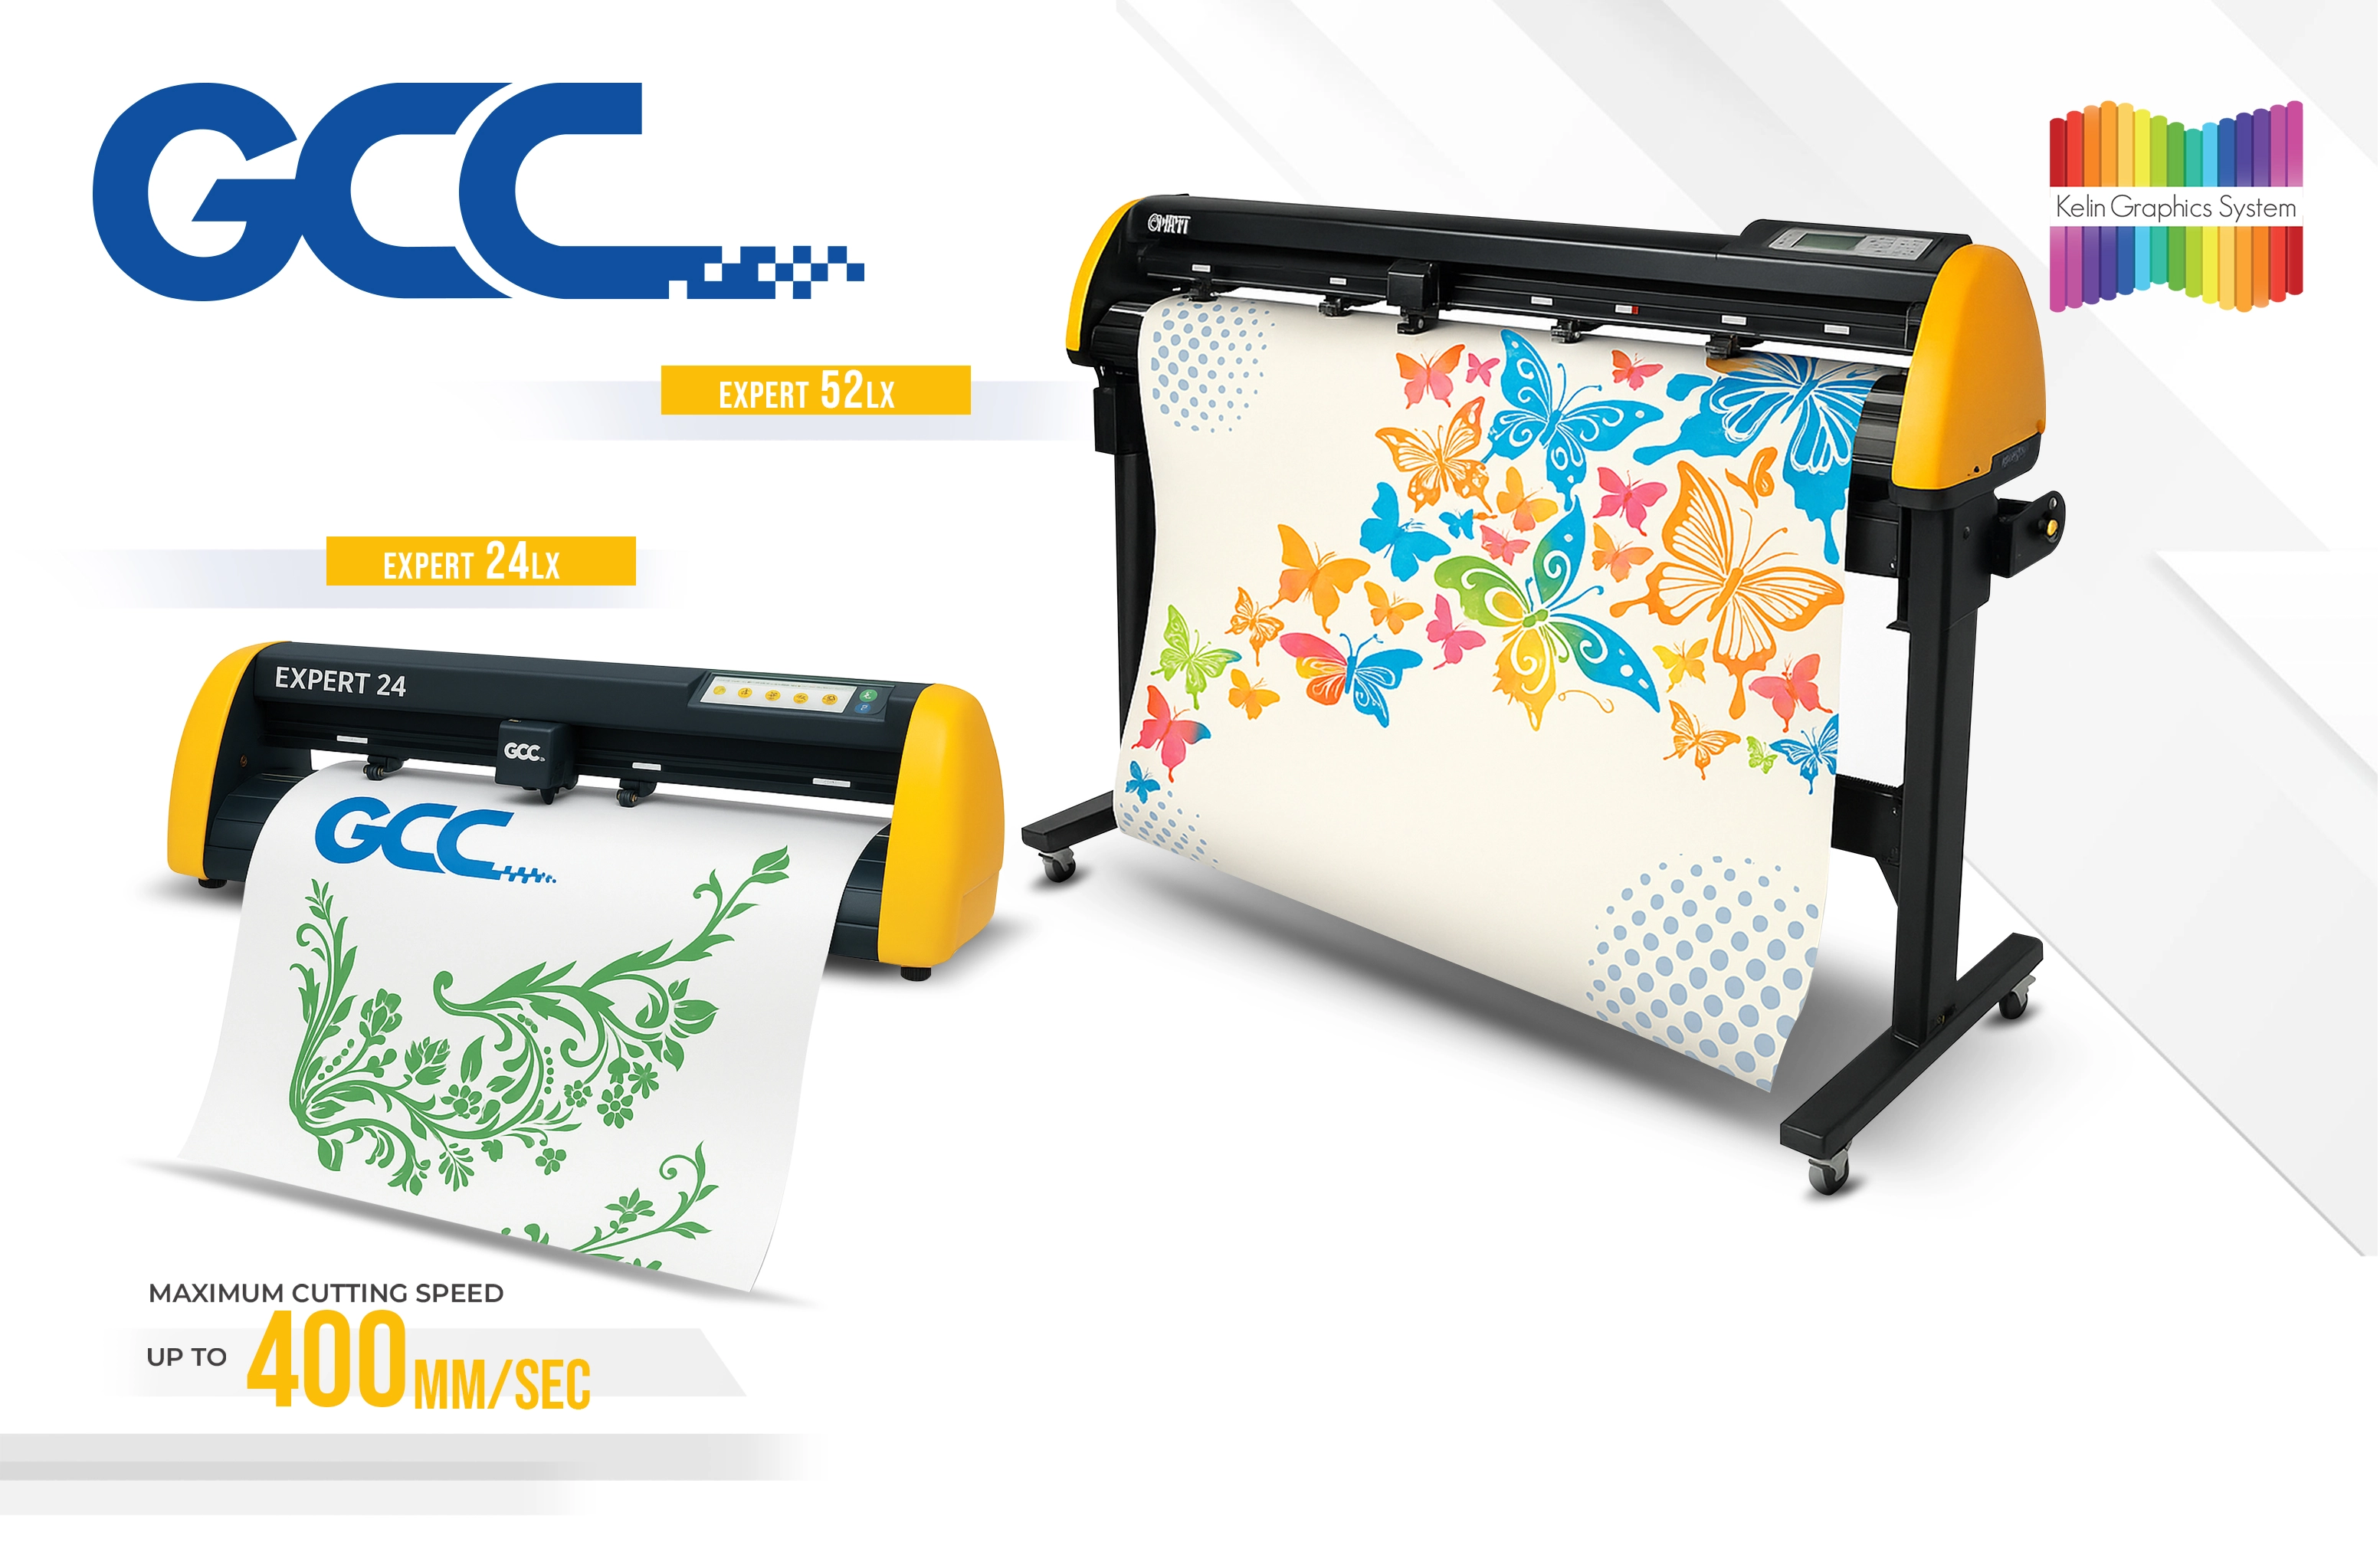 GCC
Kelin Graphics System
EXPERT 52LX
EXPERT 24LX
EXPERT 24
GCC
GCC
MAXIMUM CUTTING SPEED
UP TO 400MM/SEC